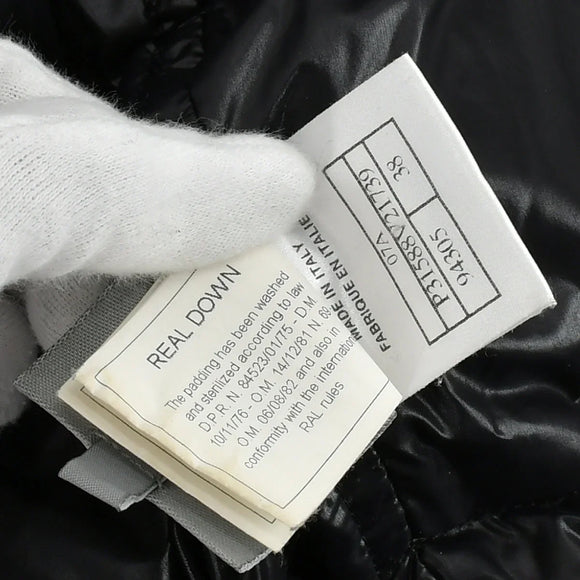 07A
P31588V21739
94305
38
MADE IN ITALY
FABRIQUE EN ITALIE
REAL DOWN
The padding has been washed
and sterilized according to law
D.P.R. N. 84523/01/75 - D.M.
10/11/76 - O.M. 14/12/81 N. 69
O.M. 06/08/82 and also in
conformity with the internationa
RAL rules